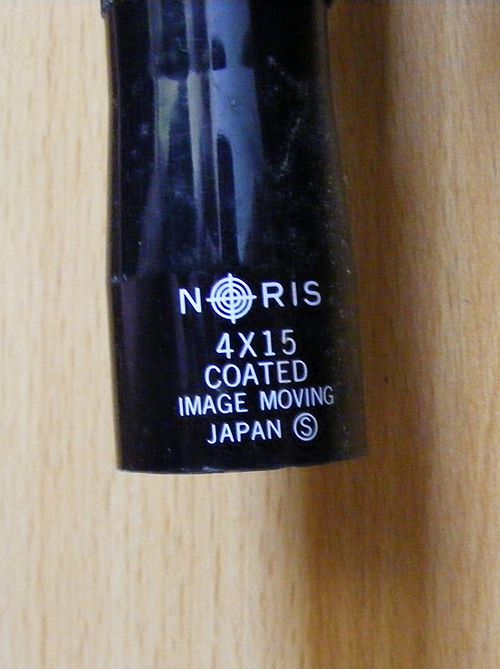 NORIS
4X15
COATED
IMAGE MOVING
JAPAN Ⓢ